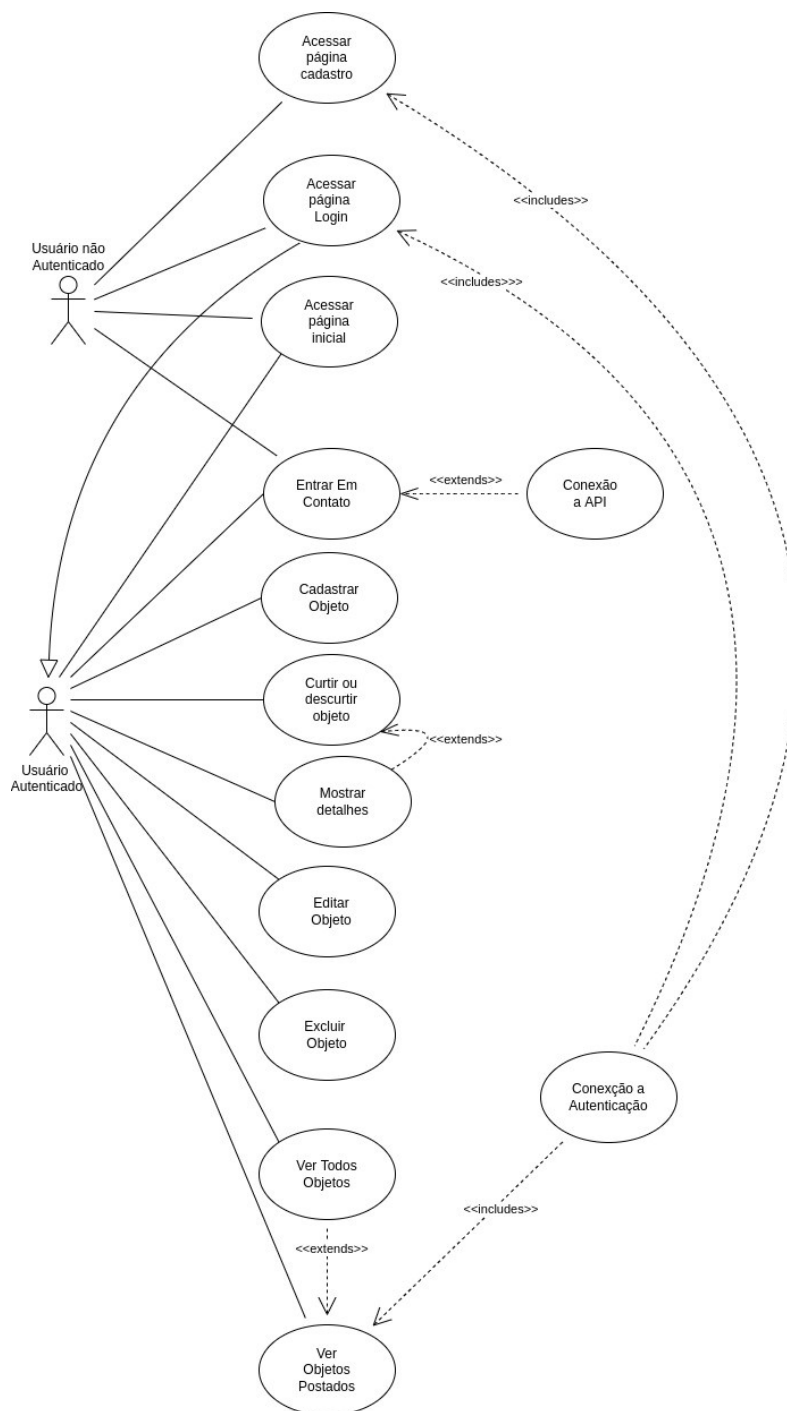 Acessar
página
cadastro
<<includes>>
Acessar
página
Login
Usuário não
Autenticado
<<includes>>>
Acessar
página
inicial
Entrar Em
Contato
<<extends>>
Conexão
a API
Cadastrar
Objeto
Curtir ou
descurtir
objeto
<<extends>>
Usuário
Autenticado
Mostrar
detalhes
Editar
Objeto
Excluir
Objeto
Conexção a
Autenticação
Ver Todos
Objetos
<<includes>>
<<extends>>
Ver
Objetos
Postados